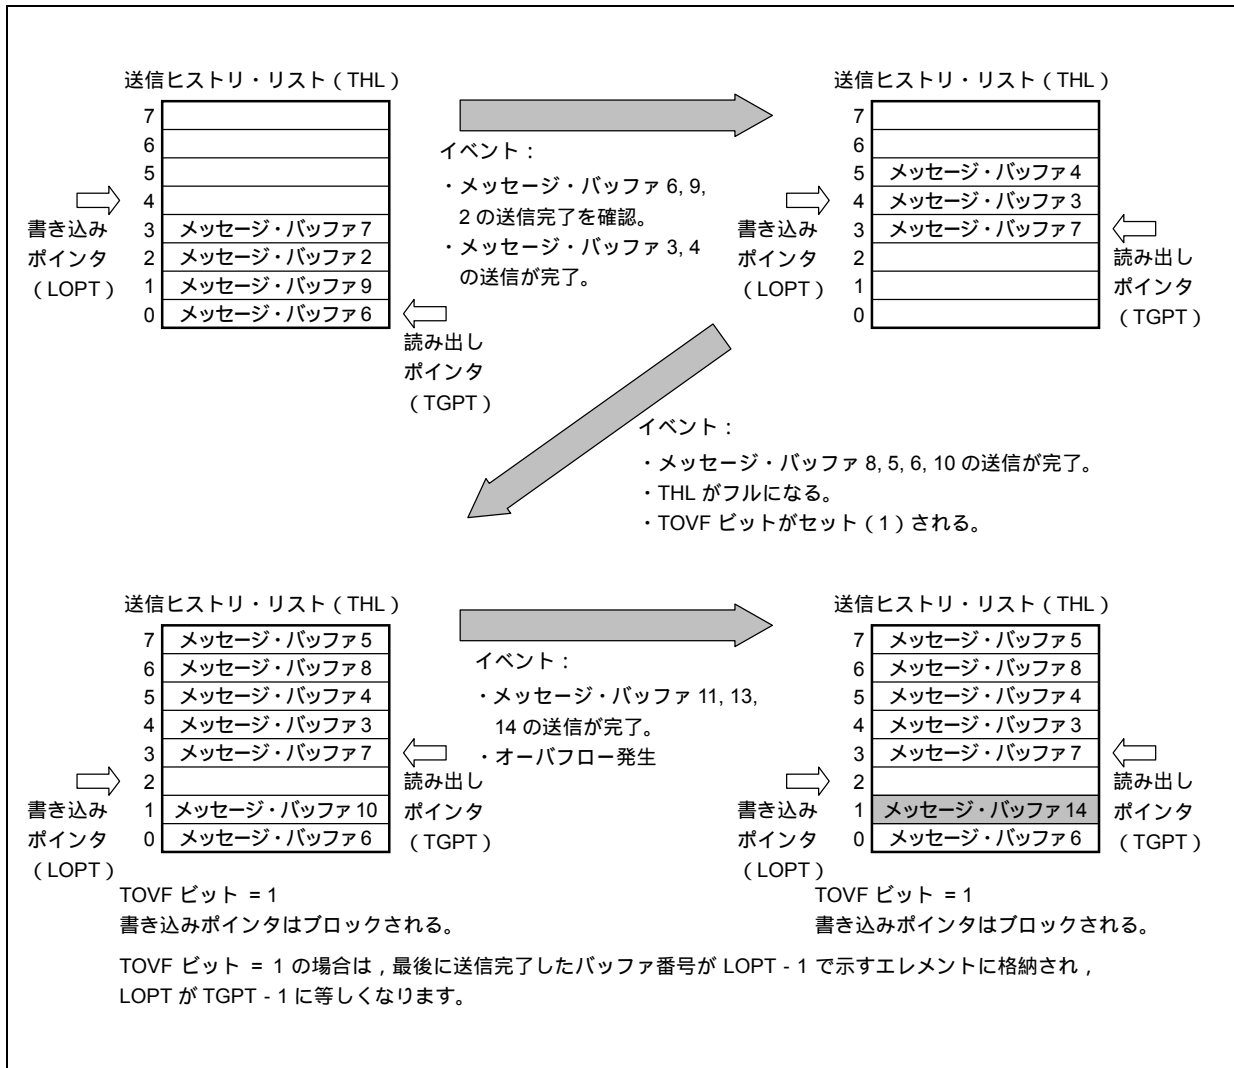 送信ヒストリ・リスト ( THL )
7
6
5
4
3 メッセージ・バッファ 7
2 メッセージ・バッファ 2
1 メッセージ・バッファ 9
0 メッセージ・バッファ 6
書き込み
ポインタ
( LOPT )
読み出し
ポインタ
( TGPT )
イベント :
・メッセージ・バッファ 6, 9,
2 の送信完了を確認。
・メッセージ・バッファ 3, 4
の送信が完了。
送信ヒストリ・リスト ( THL )
7
6
5 メッセージ・バッファ 4
4 メッセージ・バッファ 3
3 メッセージ・バッファ 7
2
1
0
書き込み
ポインタ
( LOPT )
読み出し
ポインタ
( TGPT )
イベント :
・メッセージ・バッファ 8, 5, 6, 10 の送信が完了。
・THL がフルになる。
・TOVF ビットがセット ( 1 ) される。
送信ヒストリ・リスト ( THL )
7 メッセージ・バッファ 5
6 メッセージ・バッファ 8
5 メッセージ・バッファ 4
4 メッセージ・バッファ 3
3 メッセージ・バッファ 7
2
1 メッセージ・バッファ 10
0 メッセージ・バッファ 6
書き込み
ポインタ
( LOPT )
読み出し
ポインタ
( TGPT )
TOVF ビット = 1
書き込みポインタはブロックされる。
イベント :
・メッセージ・バッファ 11, 13,
14 の送信が完了。
・オーバフロー発生
送信ヒストリ・リスト ( THL )
7 メッセージ・バッファ 5
6 メッセージ・バッファ 8
5 メッセージ・バッファ 4
4 メッセージ・バッファ 3
3 メッセージ・バッファ 7
2
1 メッセージ・バッファ 14
0 メッセージ・バッファ 6
書き込み
ポインタ
( LOPT )
読み出し
ポインタ
( TGPT )
TOVF ビット = 1
書き込みポインタはブロックされる。
TOVF ビット = 1 の場合は , 最後に送信完了したバッファ番号が LOPT - 1 で示すエレメントに格納され ,
LOPT が TGPT - 1 に等しくなります。